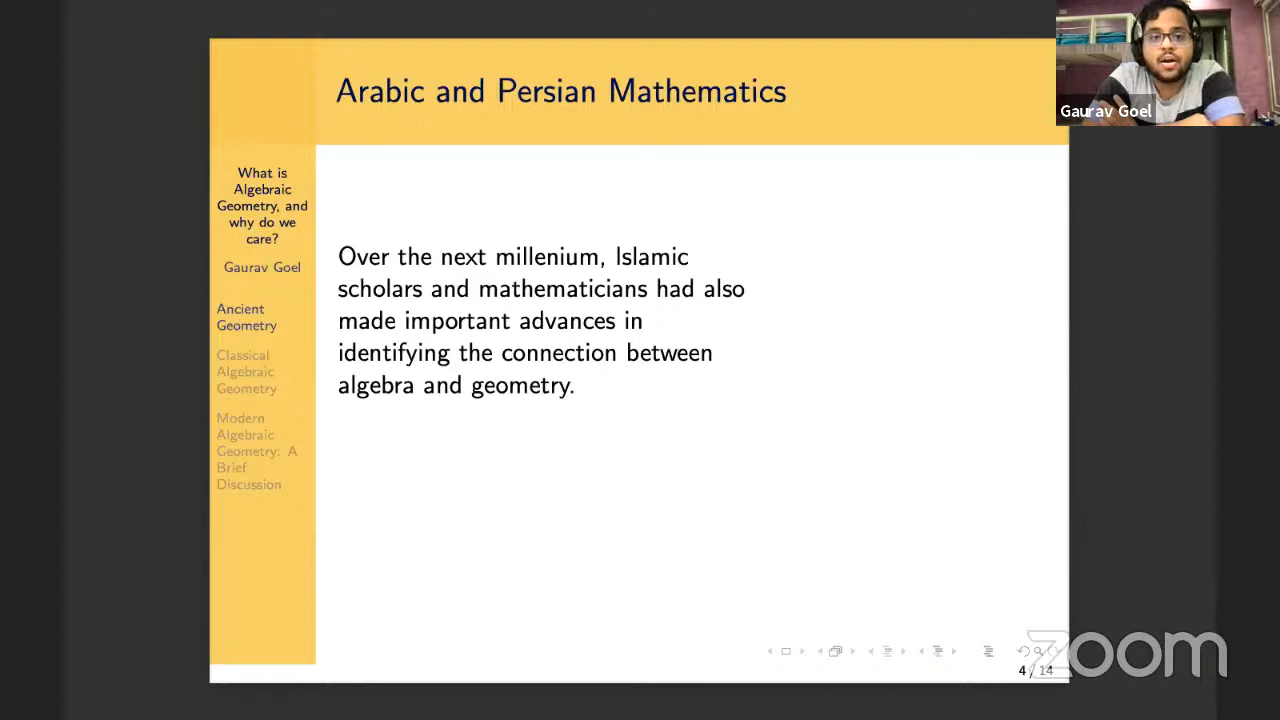 Arabic and Persian Mathematics
Gaurav Goel
What is
Algebraic
Geometry, and
why do we
care?
Gaurav Goel
Ancient
Geometry
Classical
Algebraic
Geometry
Modern
Algebraic
Geometry: A
Brief
Discussion
Over the next millenium, Islamic
scholars and mathematicians had also
made important advances in
identifying the connection between
algebra and geometry.
4 / 14
zoom